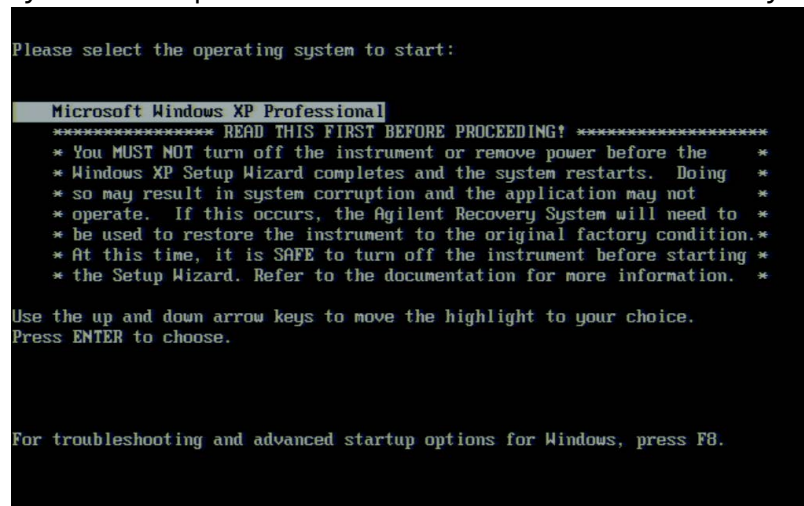 Please select the operating system to start:
Microsoft Windows XP Professional
**************** READ THIS FIRST BEFORE PROCEEDING! *******************
* You MUST NOT turn off the instrument or remove power before the *
* Windows XP Setup Wizard completes and the system restarts. Doing *
* so may result in system corruption and the application may not *
* operate. If this occurs, the Agilent Recovery System will need to *
* be used to restore the instrument to the original factory condition.*
* At this time, it is SAFE to turn off the instrument before starting *
* the Setup Wizard. Refer to the documentation for more information. *
Use the up and down arrow keys to move the highlight to your choice.
Press ENTER to choose.
For troubleshooting and advanced startup options for Windows, press F8.